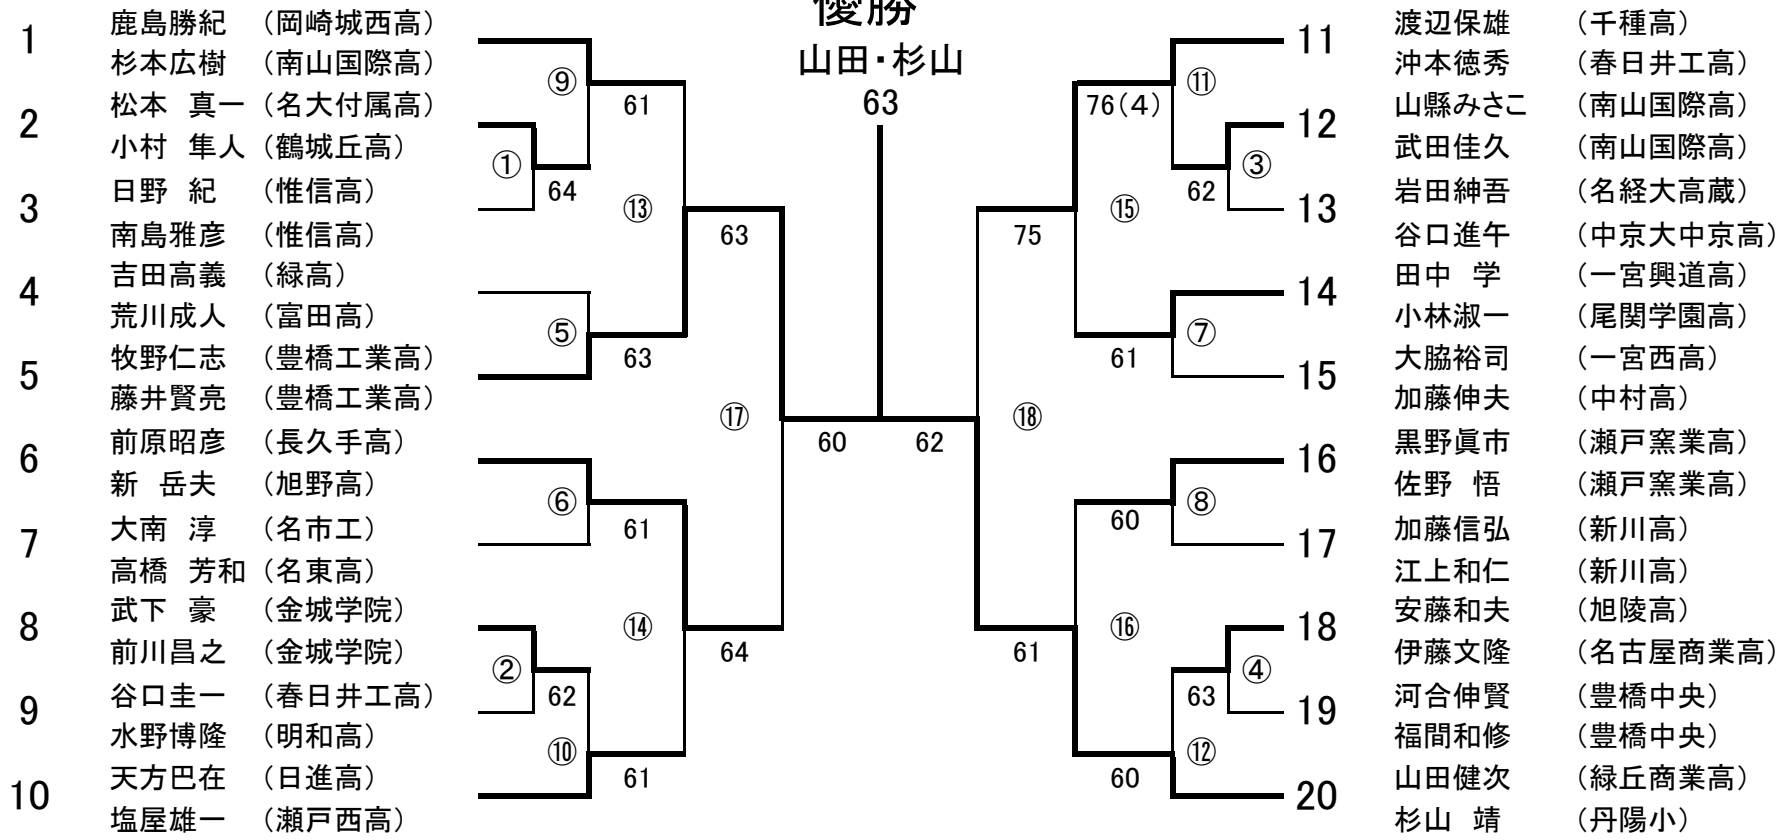 優勝
山田・杉山
63
1 鹿島勝紀 （岡崎城西高）
杉本広樹 （南山国際高）
2 松本 真一 （名大付属高）
小村 隼人 （鶴城丘高）
3 日野 紀 （惟信高）
南島雅彦 （惟信高）
4 吉田高義 （緑高）
荒川成人 （富田高）
5 牧野仁志 （豊橋工業高）
藤井賢亮 （豊橋工業高）
6 前原昭彦 （長久手高）
新 岳夫 （旭野高）
7 大南 淳 （名市工）
高橋 芳和 （名東高）
8 武下 豪 （金城学院）
前川昌之 （金城学院）
9 谷口圭一 （春日井工高）
水野博隆 （明和高）
10 天方巴在 （日進高）
塩屋雄一 （瀬戸西高）
⑨
61
①
64
⑬
63
⑤
63
⑰
60
⑥
61
⑭
64
②
62
⑩
61
62
⑱
76（4）
⑪
③
62
75
⑮
61
⑦
60
⑧
61
⑯
63
④
60
⑫
11 渡辺保雄 （千種高）
沖本徳秀 （春日井工高）
12 山縣みさこ （南山国際高）
武田佳久 （南山国際高）
13 岩田紳吾 （名経大高蔵）
谷口進午 （中京大中京高）
14 田中 学 （一宮興道高）
小林淑一 （尾関学園高）
15 大脇裕司 （一宮西高）
加藤伸夫 （中村高）
16 黒野眞市 （瀬戸窯業高）
佐野 悟 （瀬戸窯業高）
17 加藤信弘 （新川高）
江上和仁 （新川高）
18 安藤和夫 （旭陵高）
伊藤文隆 （名古屋商業高）
19 河合伸賢 （豊橋中央）
福間和修 （豊橋中央）
20 山田健次 （緑丘商業高）
杉山 靖 （丹陽小）